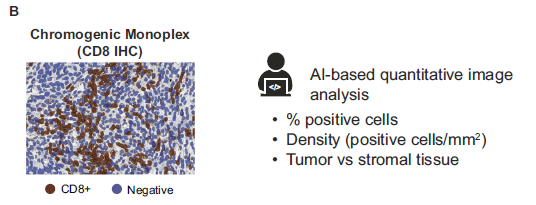 B
Chromogenic Monoplex
(CD8 IHC)
CD8+ Negative
</>
AI-based quantitative image
analysis
• % positive cells
• Density (positive cells/mm²)
• Tumor vs stromal tissue